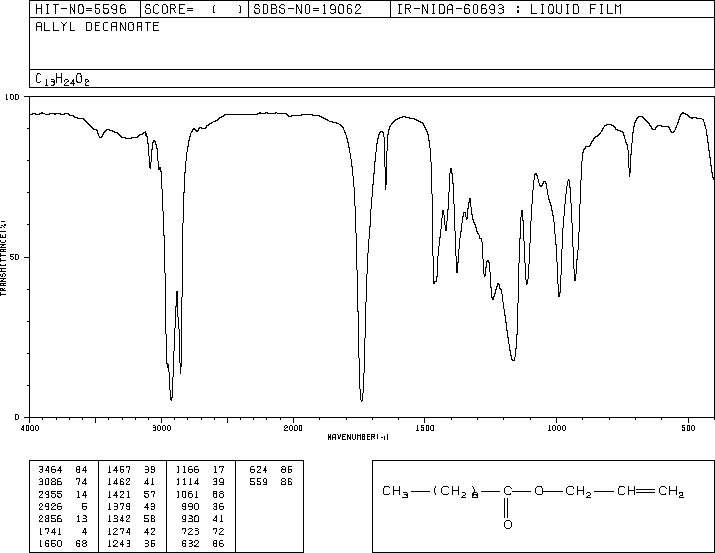 HIT-NO=5596 SCORE= ( ) SDBS-NO=19062 IR-NIDA-60693 : LIQUID FILM
ALLYL DECANOATE
C13H24O2
100
50
0
TRANSMITTANCE(%)
4000 3000 2000 1500 1000 500
WAVENUMBER(-1)
3464 84 1467 39 1166 17 624 86
3086 74 1462 41 1114 39 559 86
2955 14 1421 57 1061 68
2926 5 1379 43 990 36
2856 13 1342 58 930 41
1741 4 1274 42 723 72
1650 68 1243 35 632 86
CH3—(CH2)8—C—O—CH2—CH=CH2
O